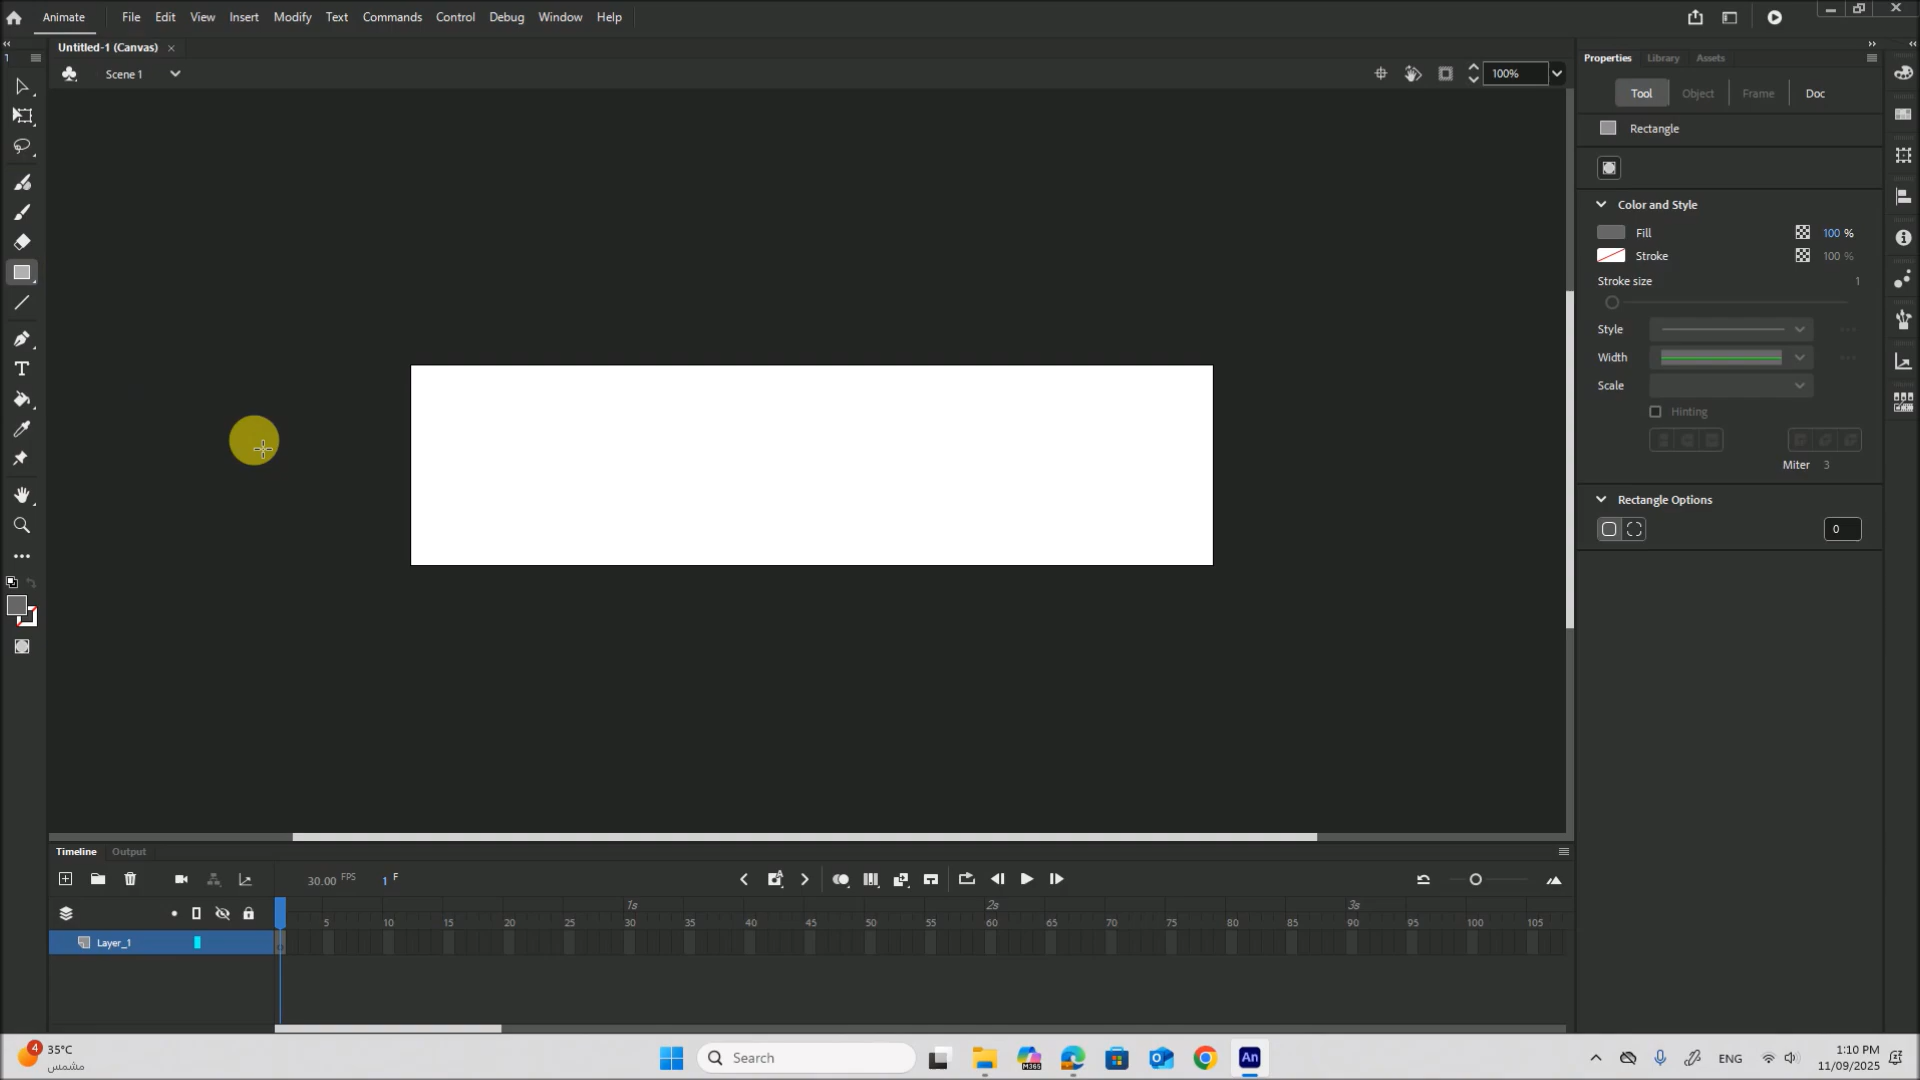 Animate File Edit View Insert Modify Text Commands Control Debug Window Help
Untitled-1 (Canvas)
Scene 1 100%
Properties Library Assets
Tool Object Frame Doc
Rectangle
Color and Style
Fill 100 %
Stroke 100 %
Stroke size 1
Style
Width
Scale
Hinting
Miter 3
Rectangle Options
0
Timeline Output
30.00 FPS 1 F
1s 2s 3s
5 10 15 20 25 30 35 40 45 50 55 60 65 70 75 80 85 90 95 100 105
Layer_1
4 35°C
مشمس
Search
M365
An
ENG
1:10 PM
11/09/2025